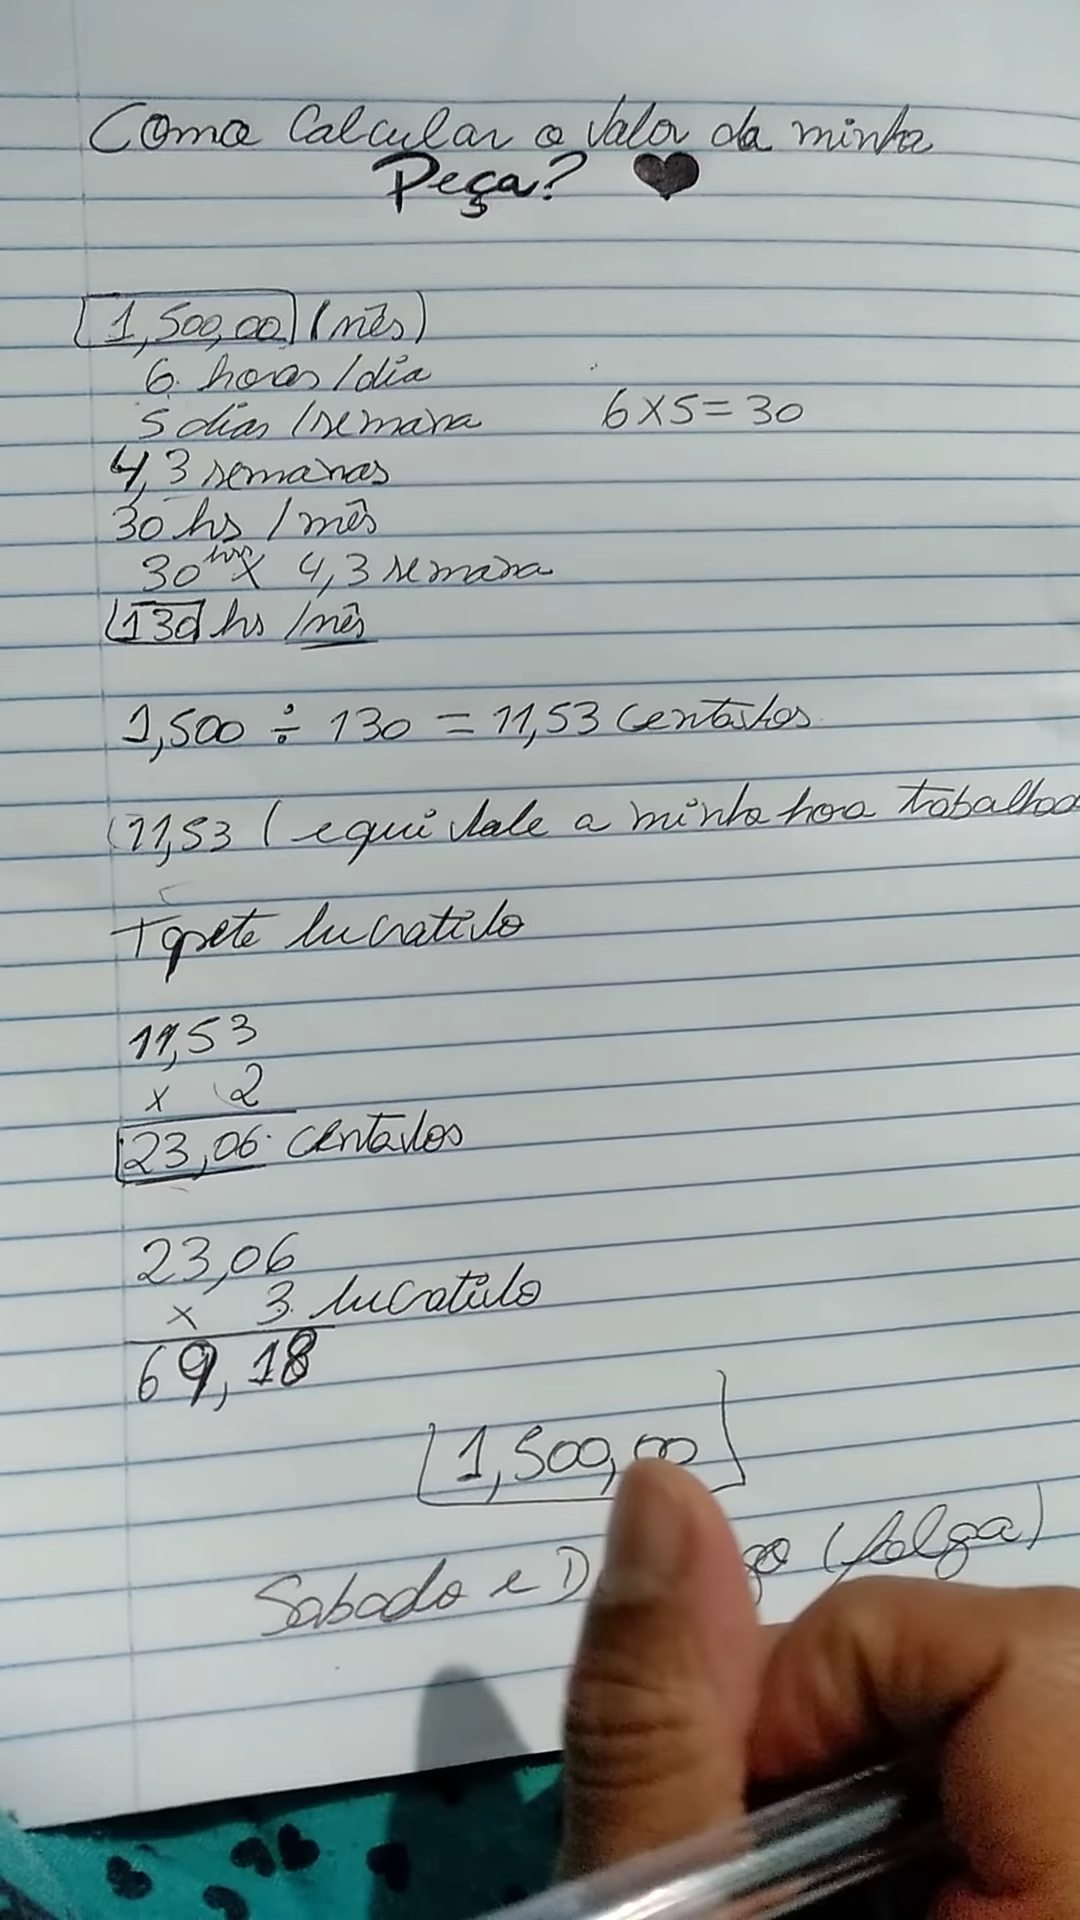 Como Calcular o valor da minha
Peça? ♥
1,500,00 (mês)
6 horas/dia
5 dias/semana 6x5=30
4,3 semanas
30 hs/mês
30 hrs x 4,3 semana
130 hs/mês
1,500 ÷ 130 = 11,53 centavos
11,53 (equivale a minha hora
Tapete lucrativo
11,53
x 2
23,06 centavos
23,06
x 3 lucrativo
69,18
1,500,00
Sabado e (folga)